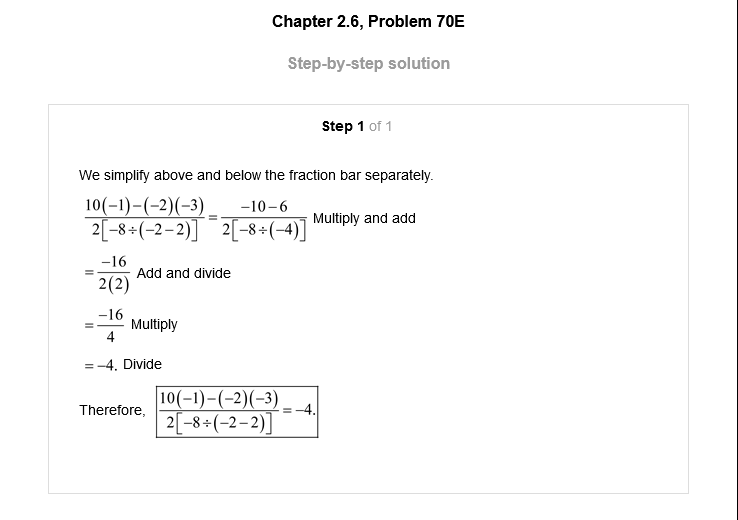 Chapter 2.6, Problem 70E
Step-by-step solution
Step 1 of 1
We simplify above and below the fraction bar separately.
\frac{10(-1)-(-2)(-3)}{2[-8÷(-2-2)]} = \frac{-10-6}{2[-8÷(-4)]} Multiply and add
= \frac{-16}{2(2)} Add and divide
= \frac{-16}{4} Multiply
= -4. Divide
Therefore, \frac{10(-1)-(-2)(-3)}{2[-8÷(-2-2)]} = -4.